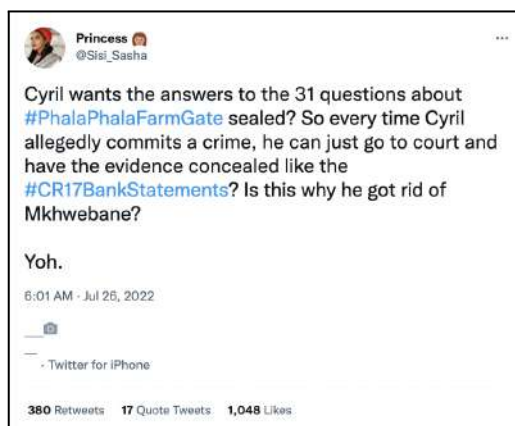 Princess
@Sisi_Sasha
Cyril wants the answers to the 31 questions about
#PhalaPhalaFarmGate sealed? So every time Cyril
allegedly commits a crime, he can just go to court and
have the evidence concealed like the
#CR17BankStatements? Is this why he got rid of
Mkhwebane?
Yoh.
6:01 AM · Jul 26, 2022
· Twitter for iPhone
380 Retweets 17 Quote Tweets 1,048 Likes